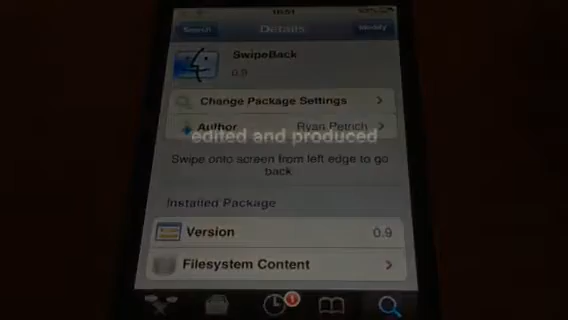 Search Details Modify
SwipeBack
0.9
Change Package Settings
Author Ryan Petrich
edited and produced
Swipe onto screen from left edge to go
back
Installed Package
Version 0.9
Filesystem Content
1